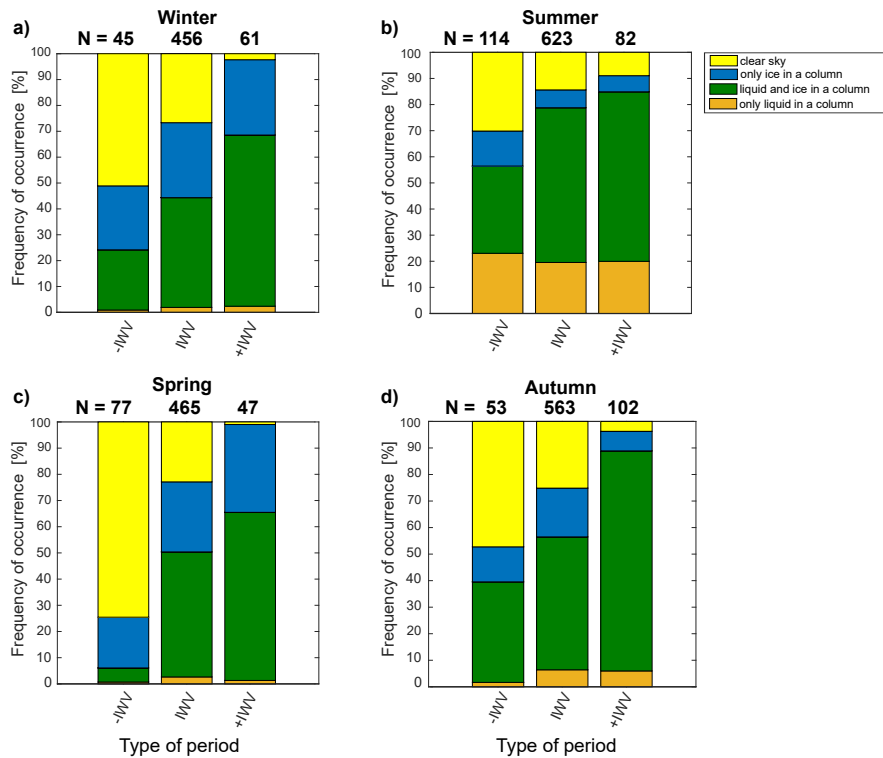 a)
Winter
N = 45 456 61
100
90
80
70
60
50
40
30
20
10
0
Frequency of occurrence [%]
-IWV
IWV
+IWV
b)
Summer
N = 114 623 82
100
90
80
70
60
50
40
30
20
10
0
Frequency of occurrence [%]
-IWV
IWV
+IWV
clear sky
only ice in a column
liquid and ice in a column
only liquid in a column
c)
Spring
N = 77 465 47
100
90
80
70
60
50
40
30
20
10
0
Frequency of occurrence [%]
-IWV
IWV
+IWV
Type of period
d)
Autumn
N = 53 563 102
100
90
80
70
60
50
40
30
20
10
0
Frequency of occurrence [%]
-IWV
IWV
+IWV
Type of period